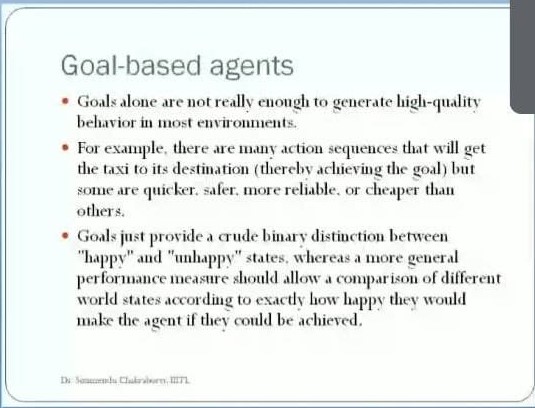 Goal-based agents
• Goals alone are not really enough to generate high-quality
behavior in most environments.
• For example, there are many action sequences that will get
the taxi to its destination (thereby achieving the goal) but
some are quicker, safer, more reliable, or cheaper than
others.
• Goals just provide a crude binary distinction between
"happy" and "unhappy" states, whereas a more general
performance measure should allow a comparison of different
world states according to exactly how happy they would
make the agent if they could be achieved.
Dr.